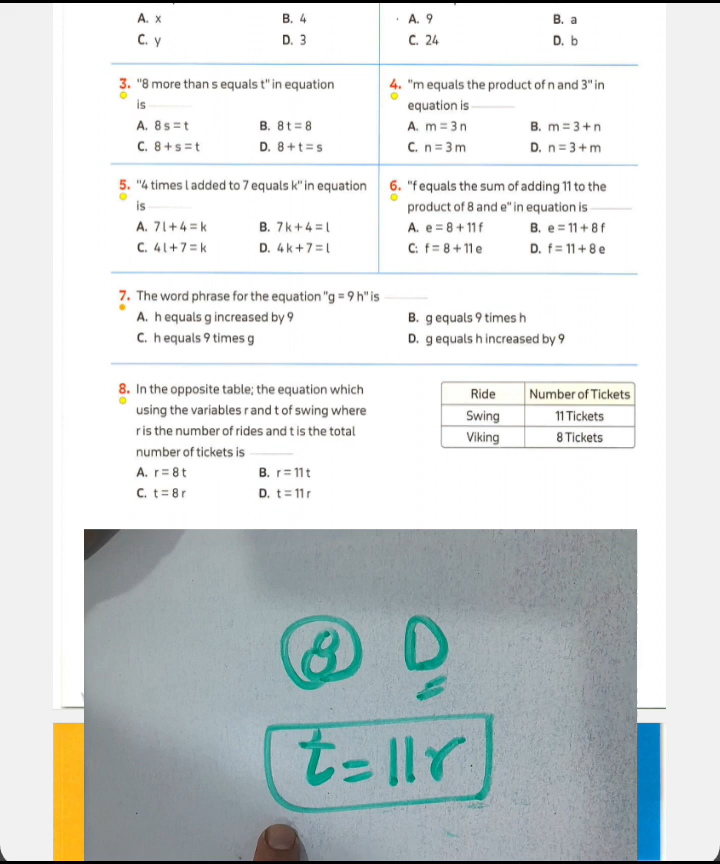 A. x B. 4
C. y D. 3
A. 9 B. a
C. 24 D. b
3. "8 more than s equals t" in equation
is
A. 8s=t B. 8t=8
C. 8+s=t D. 8+t=s
4. "m equals the product of n and 3" in
equation is
A. m=3n B. m=3+n
C. n=3m D. n=3+m
5. "4 times l added to 7 equals k" in equation
is
A. 7l+4=k B. 7k+4=l
C. 4l+7=k D. 4k+7=l
6. "f equals the sum of adding 11 to the
product of 8 and e" in equation is
A. e=8+11f B. e=11+8f
C: f=8+11e D. f=11+8e
7. The word phrase for the equation "g = 9 h" is
A. h equals g increased by 9 B. g equals 9 times h
C. h equals 9 times g D. g equals h increased by 9
8. In the opposite table; the equation which
using the variables r and t of swing where
r is the number of rides and t is the total
number of tickets is
A. r=8t B. r=11t
C. t=8r D. t=11r
Ride Number of Tickets
Swing 11 Tickets
Viking 8 Tickets
8 D
t=11r